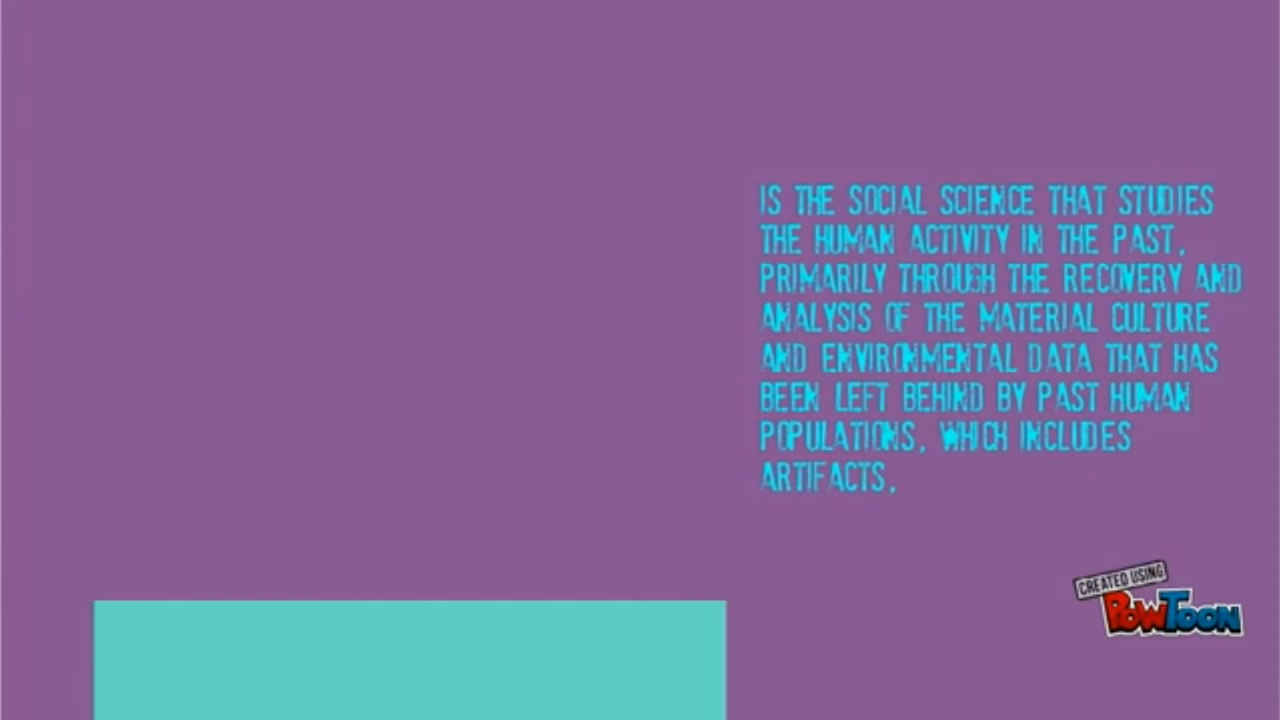 IS THE SOCIAL SCIENCE THAT STUDIES
THE HUMAN ACTIVITY IN THE PAST,
PRIMARILY THROUGH THE RECOVERY AND
ANALYSIS OF THE MATERIAL CULTURE
AND ENVIRONMENTAL DATA THAT HAS
BEEN LEFT BEHIND BY PAST HUMAN
POPULATIONS, WHICH INCLUDES
ARTIFACTS,
CREATED USING
POWTOON